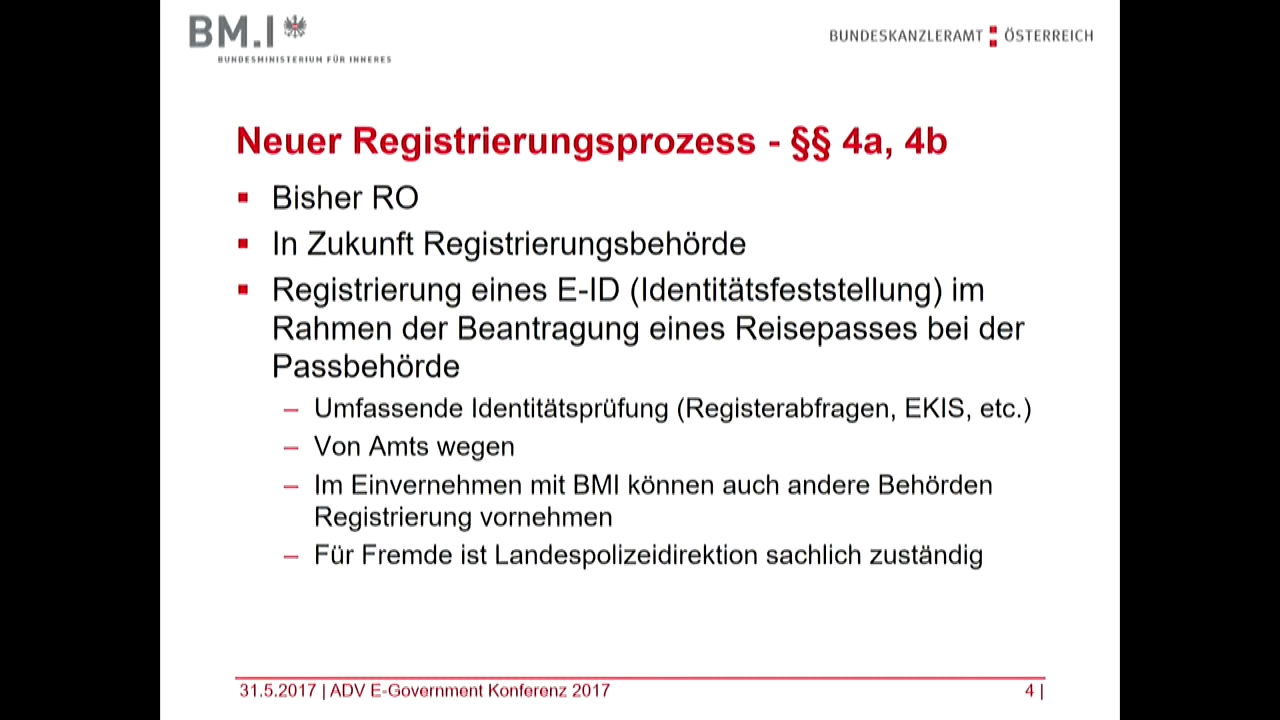 BM.I
BUNDESMINISTERIUM FÜR INNERES
BUNDESKANZLERAMT ÖSTERREICH
Neuer Registrierungsprozess - §§ 4a, 4b
Bisher RO
In Zukunft Registrierungsbehörde
Registrierung eines E-ID (Identitätsfeststellung) im
Rahmen der Beantragung eines Reisepasses bei der
Passbehörde
– Umfassende Identitätsprüfung (Registerabfragen, EKIS, etc.)
– Von Amts wegen
– Im Einvernehmen mit BMI können auch andere Behörden
Registrierung vornehmen
– Für Fremde ist Landespolizeidirektion sachlich zuständig
31.5.2017 | ADV E-Government Konferenz 2017
4 |